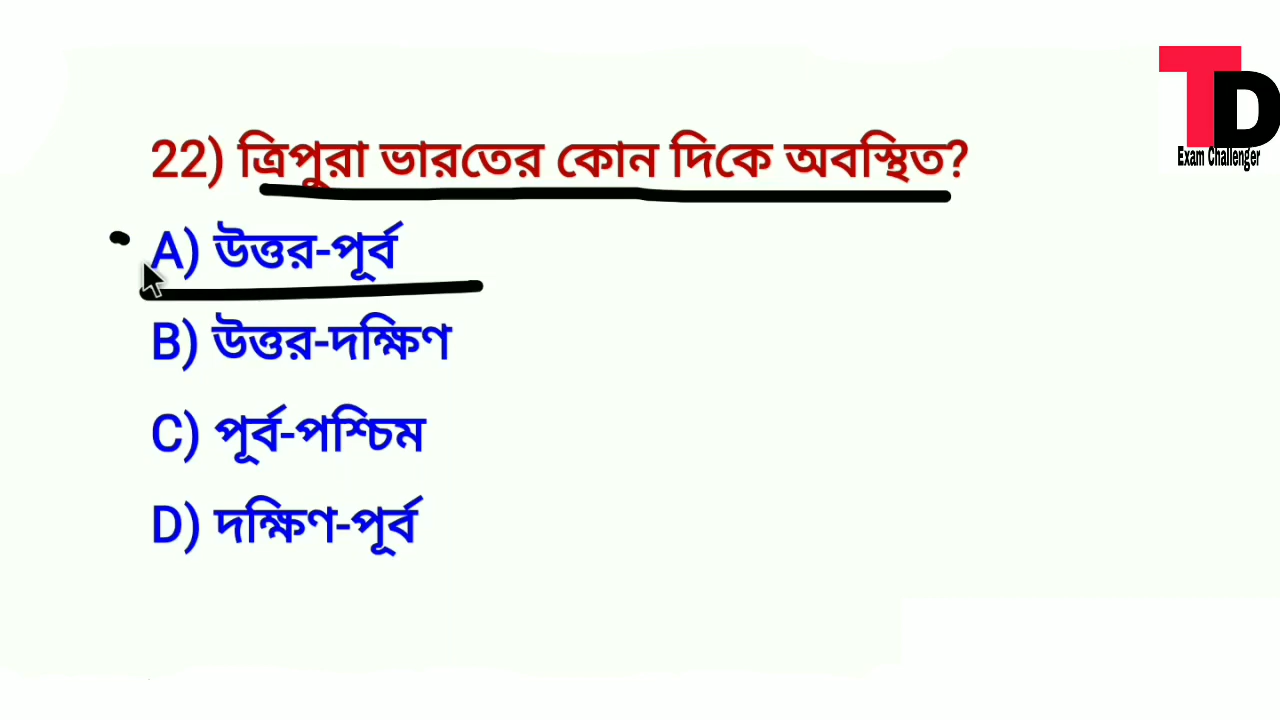 22) ত্রিপুরা ভারতের কোন দিকে অবস্থিত?
A) উত্তর-পূর্ব
B) উত্তর-দক্ষিণ
C) পূর্ব-পশ্চিম
D) দক্ষিণ-পূর্ব
TD
Exam Challenger